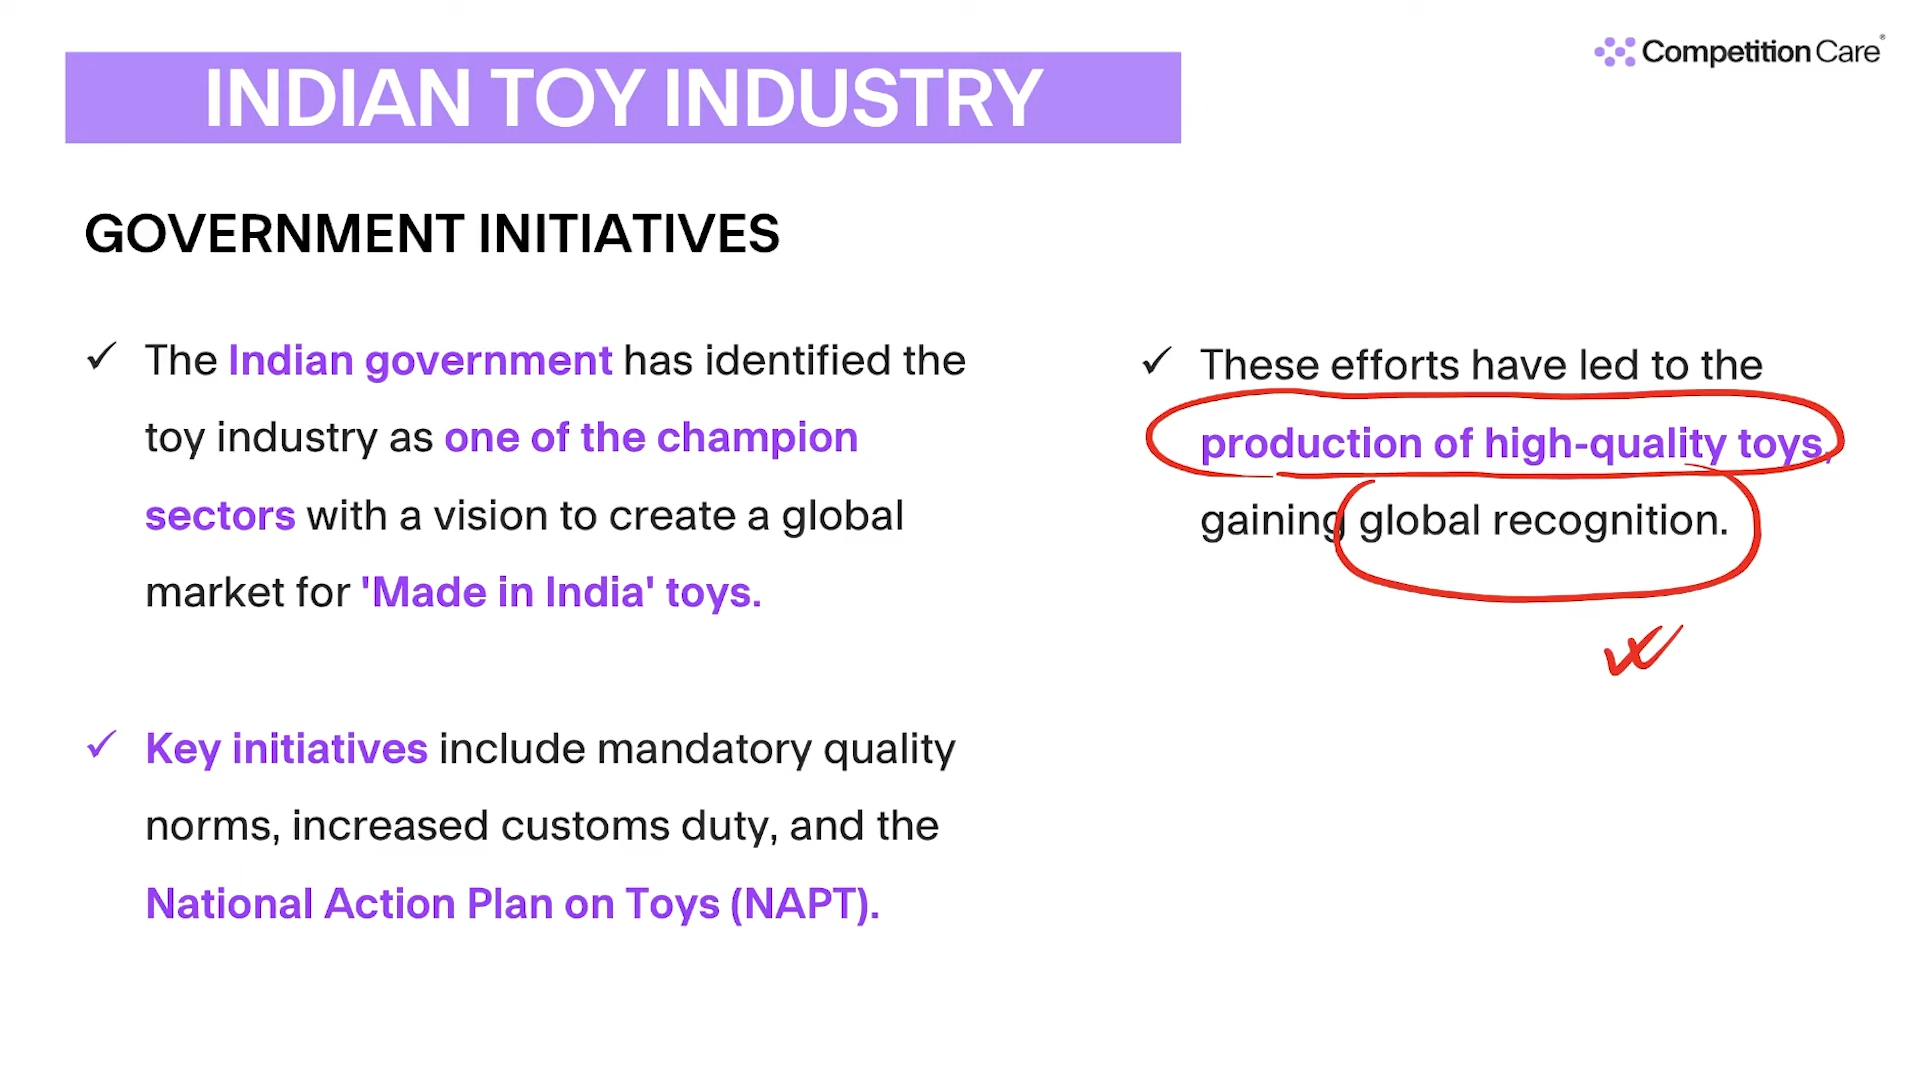 Competition Care®
INDIAN TOY INDUSTRY
GOVERNMENT INITIATIVES
✓ The Indian government has identified the
toy industry as one of the champion
sectors with a vision to create a global
market for 'Made in India' toys.
✓ Key initiatives include mandatory quality
norms, increased customs duty, and the
National Action Plan on Toys (NAPT).
✓ These efforts have led to the
production of high-quality toys,
gaining global recognition.